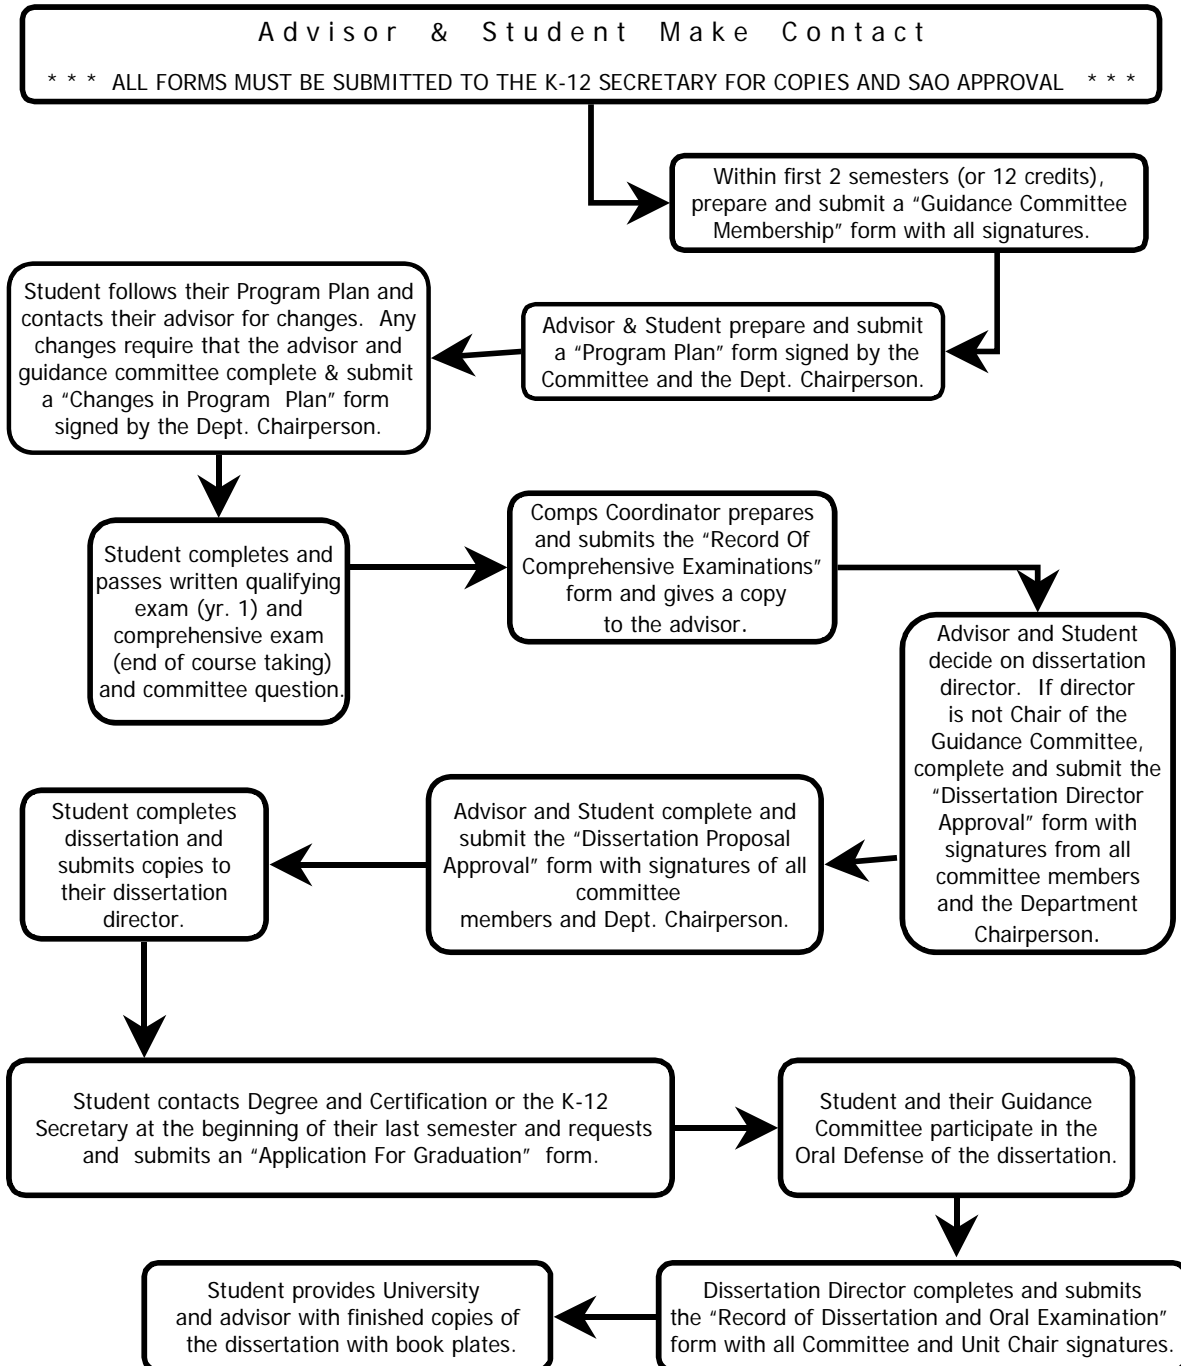 Advisor & Student Make Contact
* * * ALL FORMS MUST BE SUBMITTED TO THE K-12 SECRETARY FOR COPIES AND SAO APPROVAL * * *
Within first 2 semesters (or 12 credits),
prepare and submit a “Guidance Committee
Membership” form with all signatures.
Advisor & Student prepare and submit
a “Program Plan” form signed by the
Committee and the Dept. Chairperson.
Student follows their Program Plan and
contacts their advisor for changes. Any
changes require that the advisor and
guidance committee complete & submit
a “Changes in Program Plan” form
signed by the Dept. Chairperson.
Student completes and
passes written qualifying
exam (yr. 1) and
comprehensive exam
(end of course taking)
and committee question.
Comps Coordinator prepares
and submits the “Record Of
Comprehensive Examinations”
form and gives a copy
to the advisor.
Advisor and Student
decide on dissertation
director. If director
is not Chair of the
Guidance Committee,
complete and submit the
“Dissertation Director
Approval” form with
signatures from all
committee members
and the Department
Chairperson.
Advisor and Student complete and
submit the “Dissertation Proposal
Approval” form with signatures of all
committee
members and Dept. Chairperson.
Student completes
dissertation and
submits copies to
their dissertation
director.
Student contacts Degree and Certification or the K-12
Secretary at the beginning of their last semester and requests
and submits an “Application For Graduation” form.
Student and their Guidance
Committee participate in the
Oral Defense of the dissertation.
Dissertation Director completes and submits
the “Record of Dissertation and Oral Examination”
form with all Committee and Unit Chair signatures.
Student provides University
and advisor with finished copies of
the dissertation with book plates.